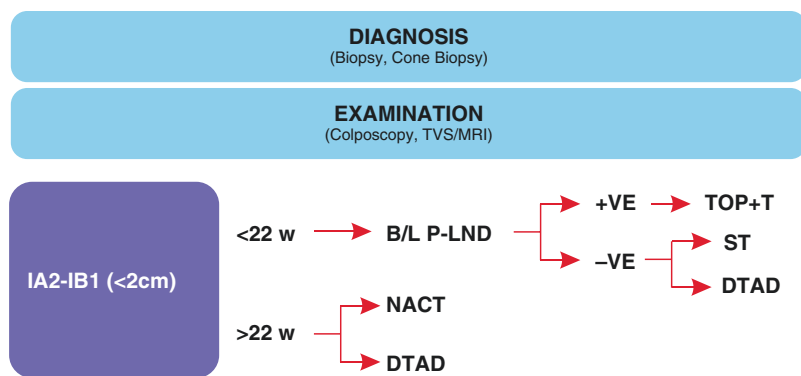 DIAGNOSIS
(Biopsy, Cone Biopsy)
EXAMINATION
(Colposcopy, TVS/MRI)
IA2-IB1 (<2cm)
<22 w
B/L P-LND
+VE
TOP+T
–VE
ST
DTAD
>22 w
NACT
DTAD